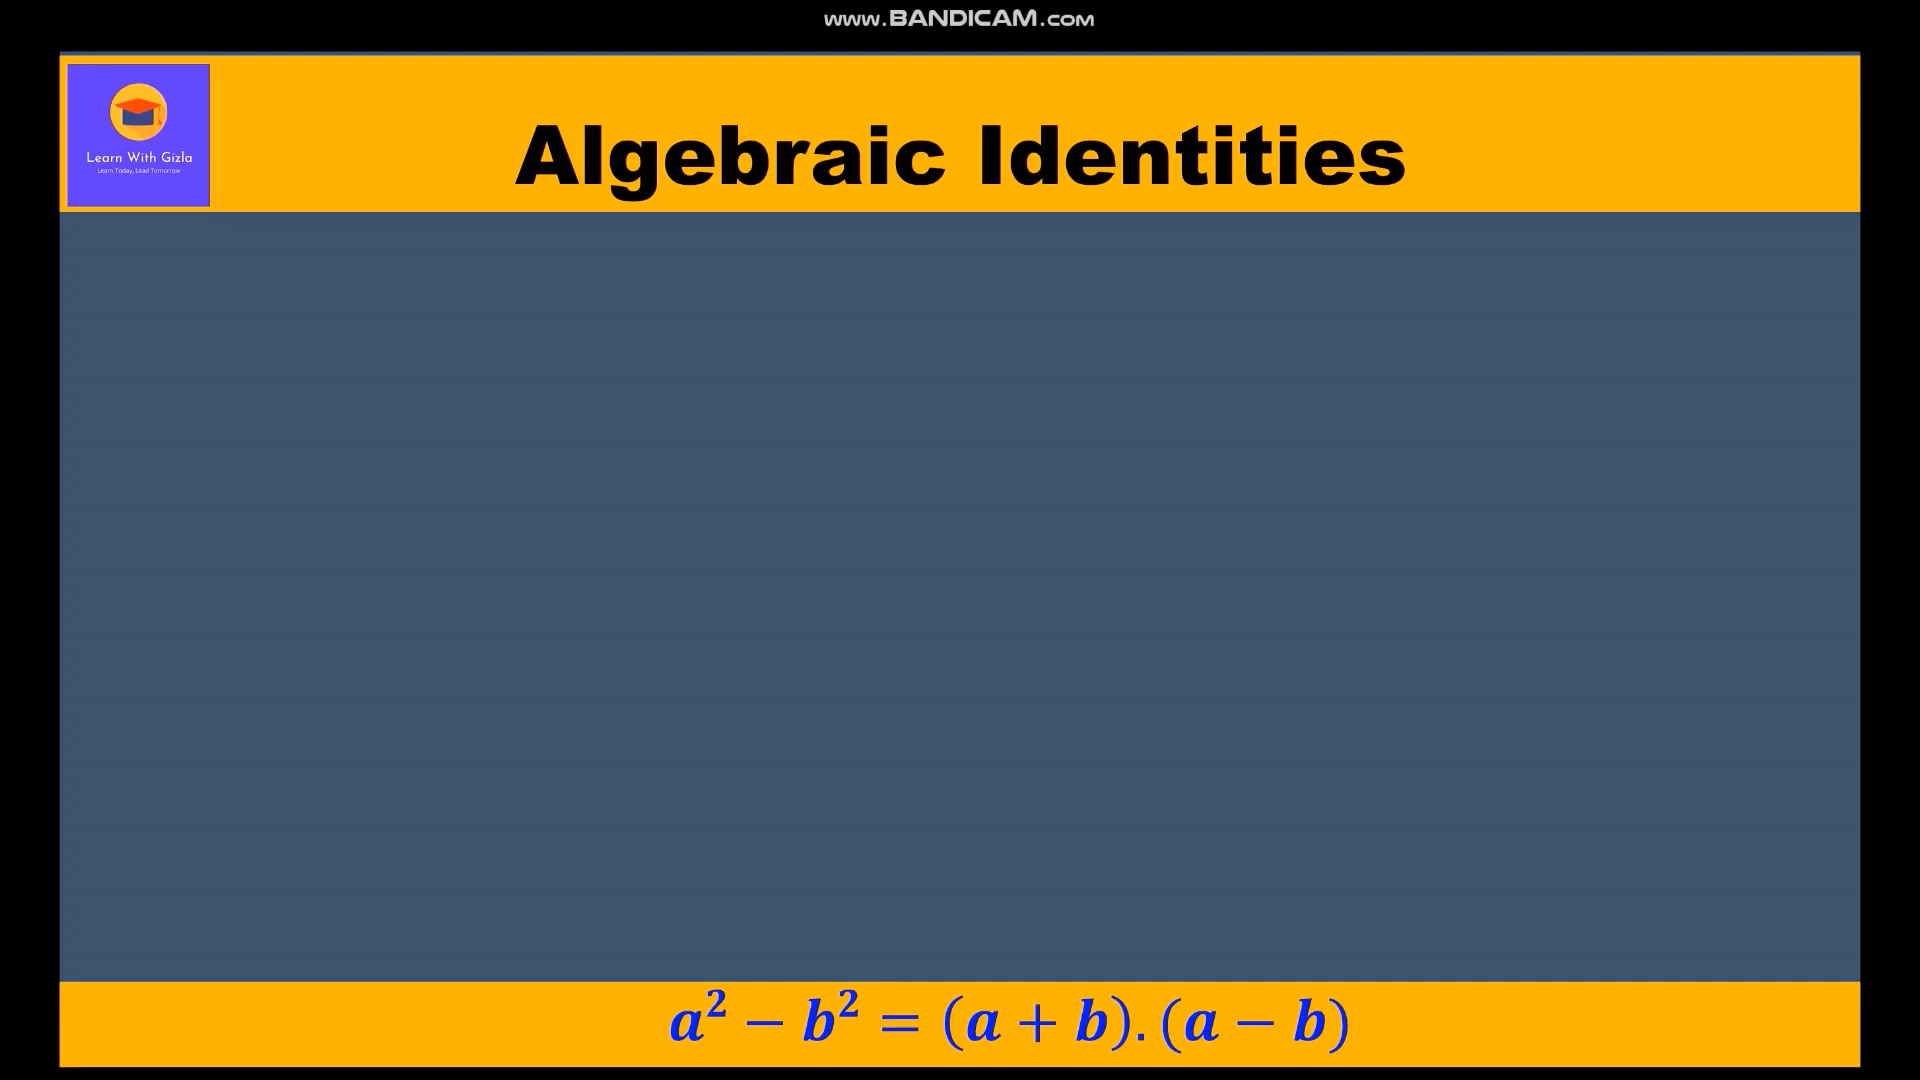 www.BANDICAM.com
Algebraic Identities
Learn With Gizla
Learn Today, Lead Tomorrow
a² − b² = (a + b).(a − b)